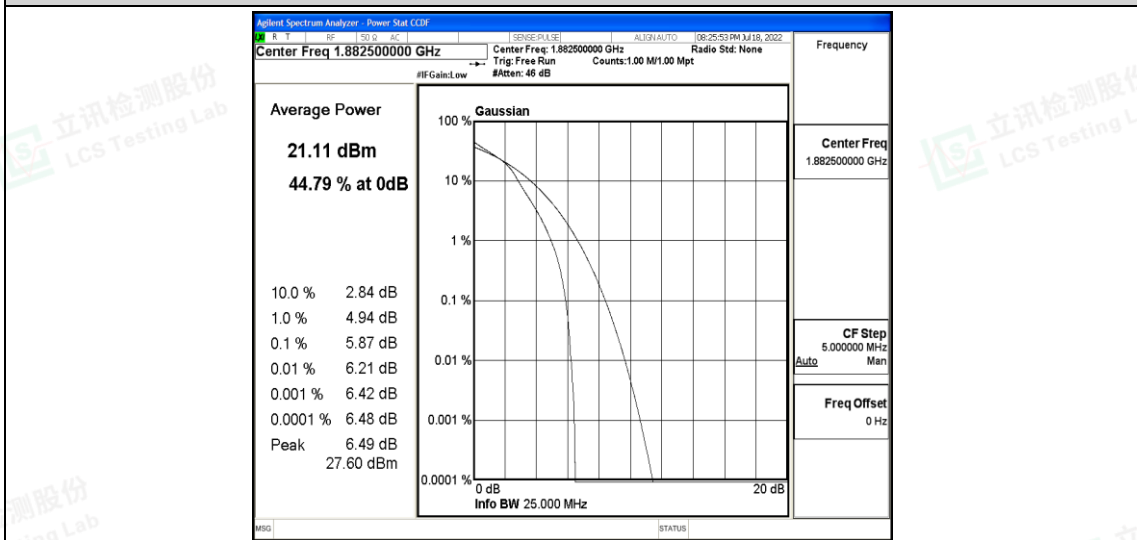 Agilent Spectrum Analyzer - Power Stat CCDF
LXI R T RF 50 Ω AC SENSE:PULSE ALIGN AUTO 08:25:53 PM Jul 18, 2022
Center Freq 1.882500000 GHz
Center Freq: 1.882500000 GHz Radio Std: None
Trig: Free Run Counts:1.00 M/1.00 Mpt
#IFGain:Low #Atten: 46 dB
Frequency
Average Power
21.11 dBm
44.79 % at 0dB
10.0 % 2.84 dB
1.0 % 4.94 dB
0.1 % 5.87 dB
0.01 % 6.21 dB
0.001 % 6.42 dB
0.0001 % 6.48 dB
Peak 6.49 dB
27.60 dBm
Gaussian
100 %
10 %
1 %
0.1 %
0.01 %
0.001 %
0.0001 %
0 dB 20 dB
Info BW 25.000 MHz
Center Freq
1.882500000 GHz
CF Step
5.000000 MHz
Auto Man
Freq Offset
0 Hz
MSG STATUS
立讯检测股份
LCS Testing Lab
立讯检测股份
LCS Testing L
测股份
ng Lab